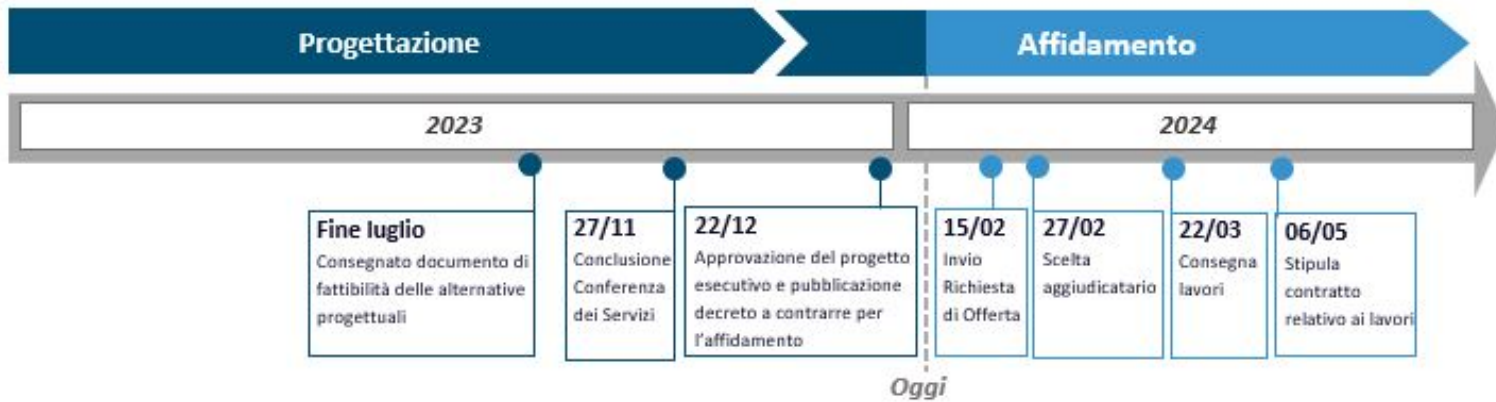 Progettazione
Affidamento
2023
2024
Fine luglio
Consegnato documento di
fattibilità delle alternative
progettuali
27/11
Conclusione
Conferenza
dei Servizi
22/12
Approvazione del progetto
esecutivo e pubblicazione
decreto a contrarre per
l'affidamento
15/02
Invio
Richiesta
di Offerta
27/02
Scelta
aggiudicatario
22/03
Consegna
lavori
06/05
Stipula
contratto
relativo ai lavori
Oggi